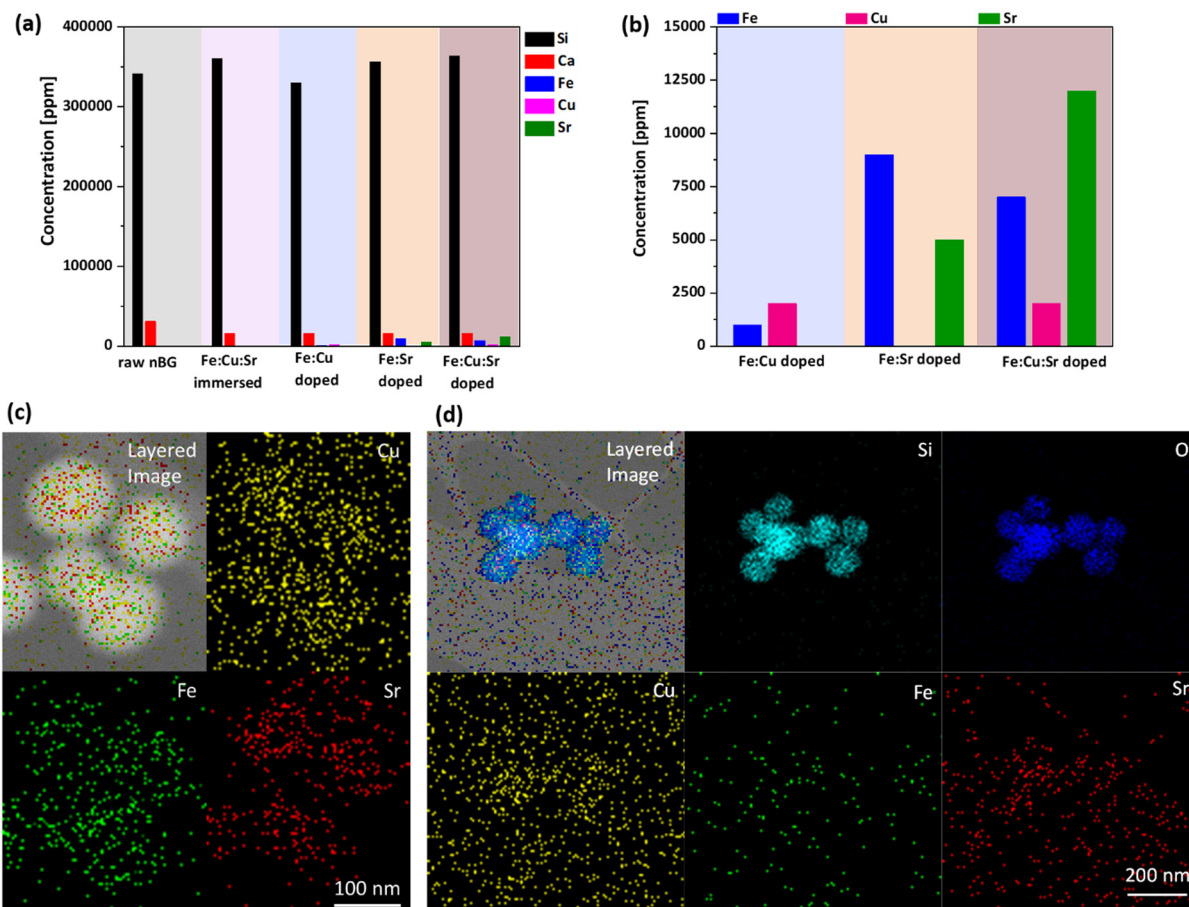 (a)
Concentration [ppm]
400000
300000
200000
100000
0
raw nBG
Fe:Cu:Sr
immersed
Fe:Cu
doped
Fe:Sr
doped
Fe:Cu:Sr
doped
Si
Ca
Fe
Cu
Sr
(b)
Fe Cu Sr
Concentration [ppm]
15000
12500
10000
7500
5000
2500
0
Fe:Cu doped
Fe:Sr doped
Fe:Cu:Sr doped
(c)
Layered
Image
Cu
Fe
Sr
100 nm
(d)
Layered
Image
Si
O
Cu
Fe
Sr
200 nm